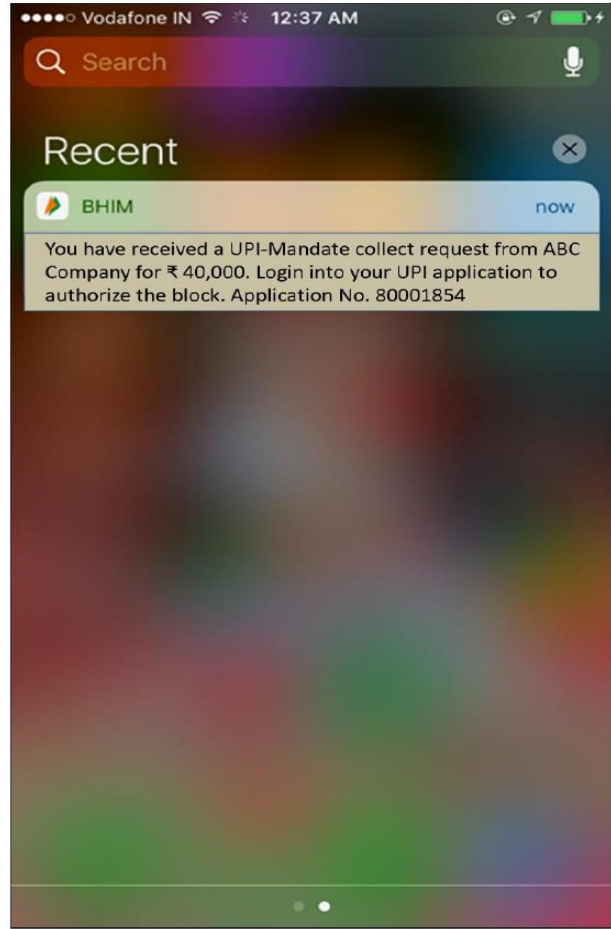 Vodafone IN 12:37 AM
Search
Recent
BHIM now
You have received a UPI-Mandate collect request from ABC
Company for ₹ 40,000. Login into your UPI application to
authorize the block. Application No. 80001854